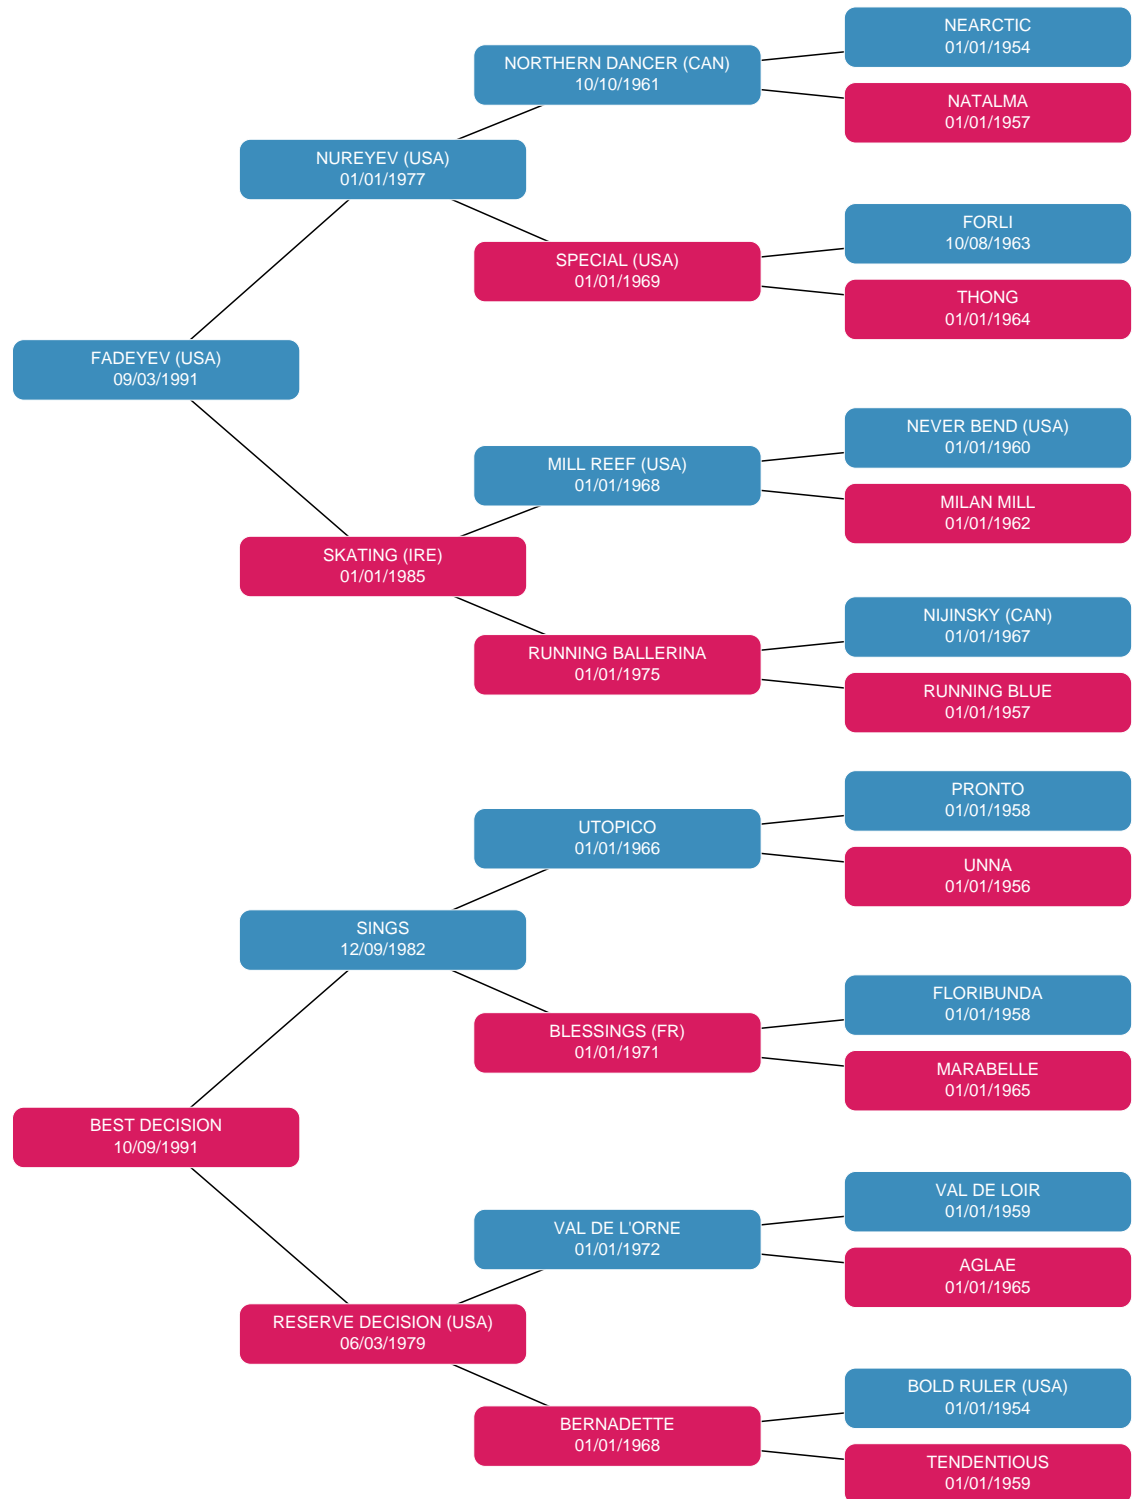 NEARCTIC
01/01/1954
NORTHERN DANCER (CAN)
10/10/1961
NATALMA
01/01/1957
NUREYEV (USA)
01/01/1977
FORLI
10/08/1963
SPECIAL (USA)
01/01/1969
THONG
01/01/1964
FADEYEV (USA)
09/03/1991
NEVER BEND (USA)
01/01/1960
MILL REEF (USA)
01/01/1968
MILAN MILL
01/01/1962
SKATING (IRE)
01/01/1985
NIJINSKY (CAN)
01/01/1967
RUNNING BALLERINA
01/01/1975
RUNNING BLUE
01/01/1957
PRONTO
01/01/1958
UTOPICO
01/01/1966
UNNA
01/01/1956
SINGS
12/09/1982
FLORIBUNDA
01/01/1958
BLESSINGS (FR)
01/01/1971
MARABELLE
01/01/1965
BEST DECISION
10/09/1991
VAL DE LOIR
01/01/1959
VAL DE L'ORNE
01/01/1972
AGLAE
01/01/1965
RESERVE DECISION (USA)
06/03/1979
BOLD RULER (USA)
01/01/1954
BERNADETTE
01/01/1968
TENDENTIOUS
01/01/1959